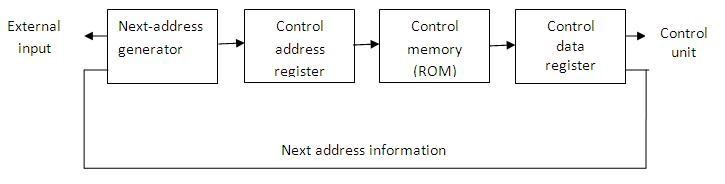 External
input
Next-address
generator
Control
address
register
Control
memory
(ROM)
Control
data
register
Control
unit
Next address information